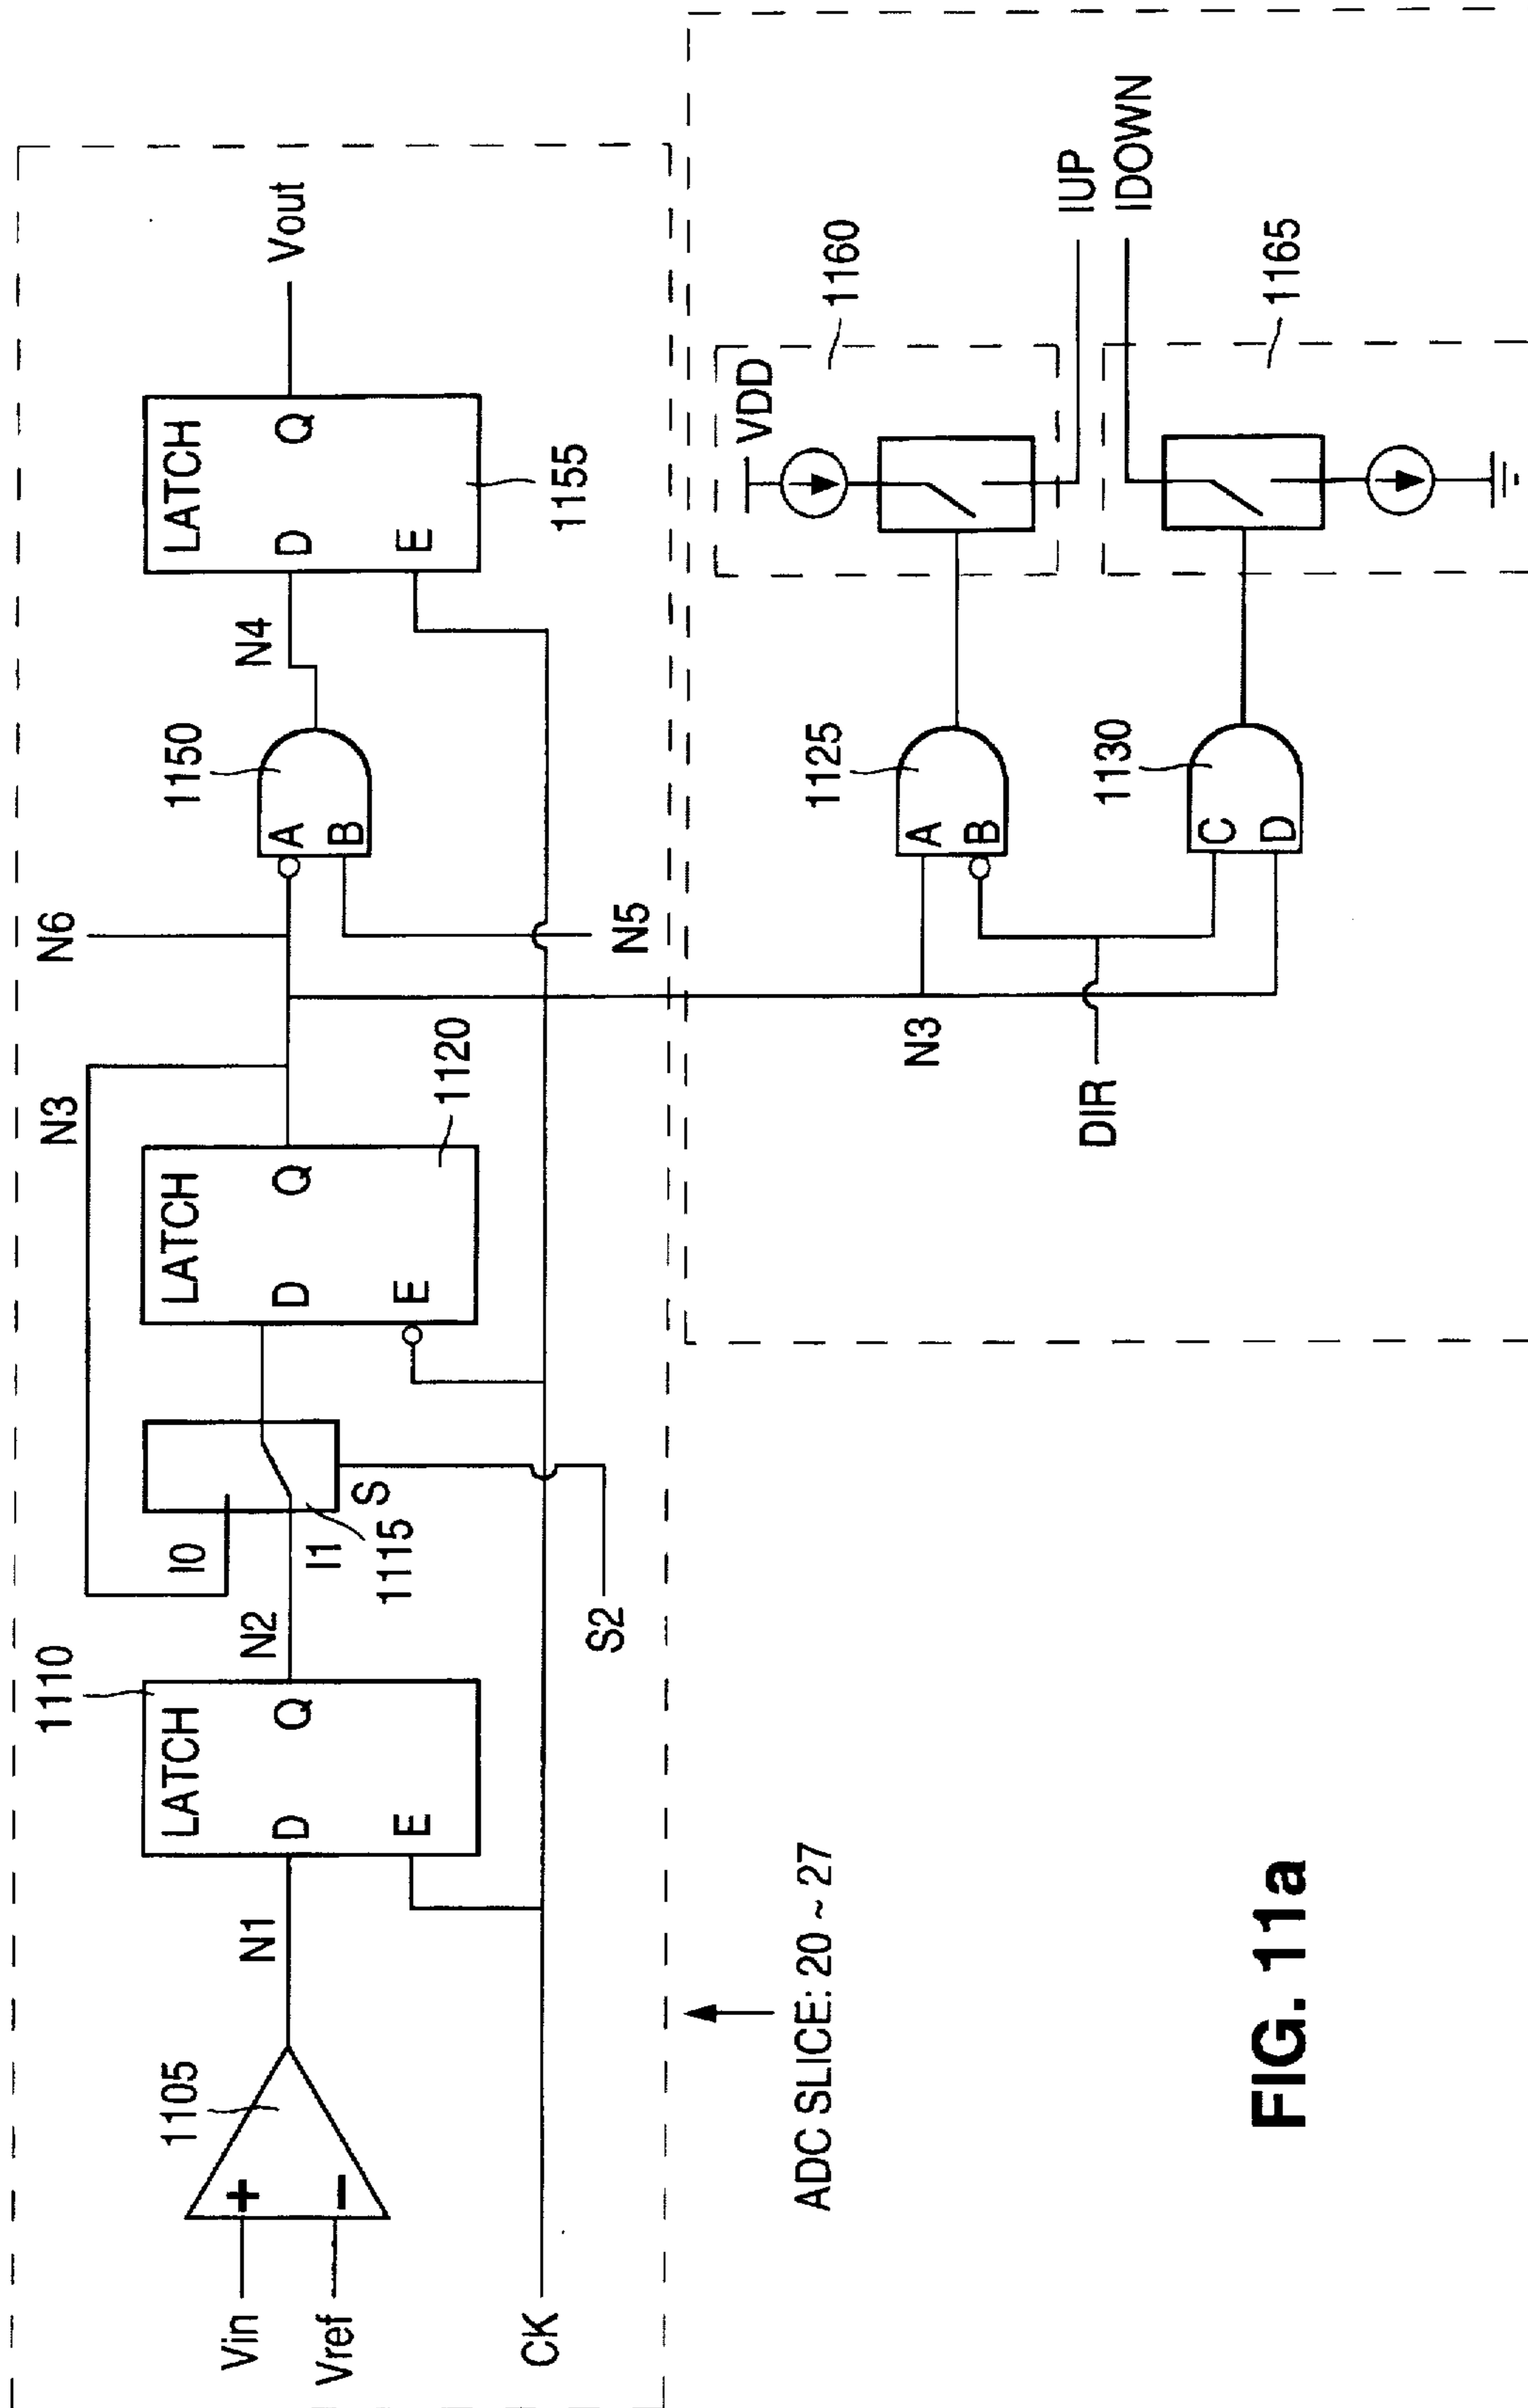 Vin
Vref
CK
+
−
1105
N1
1110
LATCH
D
Q
E
N2
I0
I1
1115
S
S2
N3
LATCH
D
Q
E
1120
N6
N5
A
B
1150
N4
LATCH
D
Q
E
1155
Vout
ADC SLICE: 20 ~ 27
N3
DIR
A
B
1125
C
D
1130
VDD
1160
IUP
IDOWN
1165
FIG. 11a